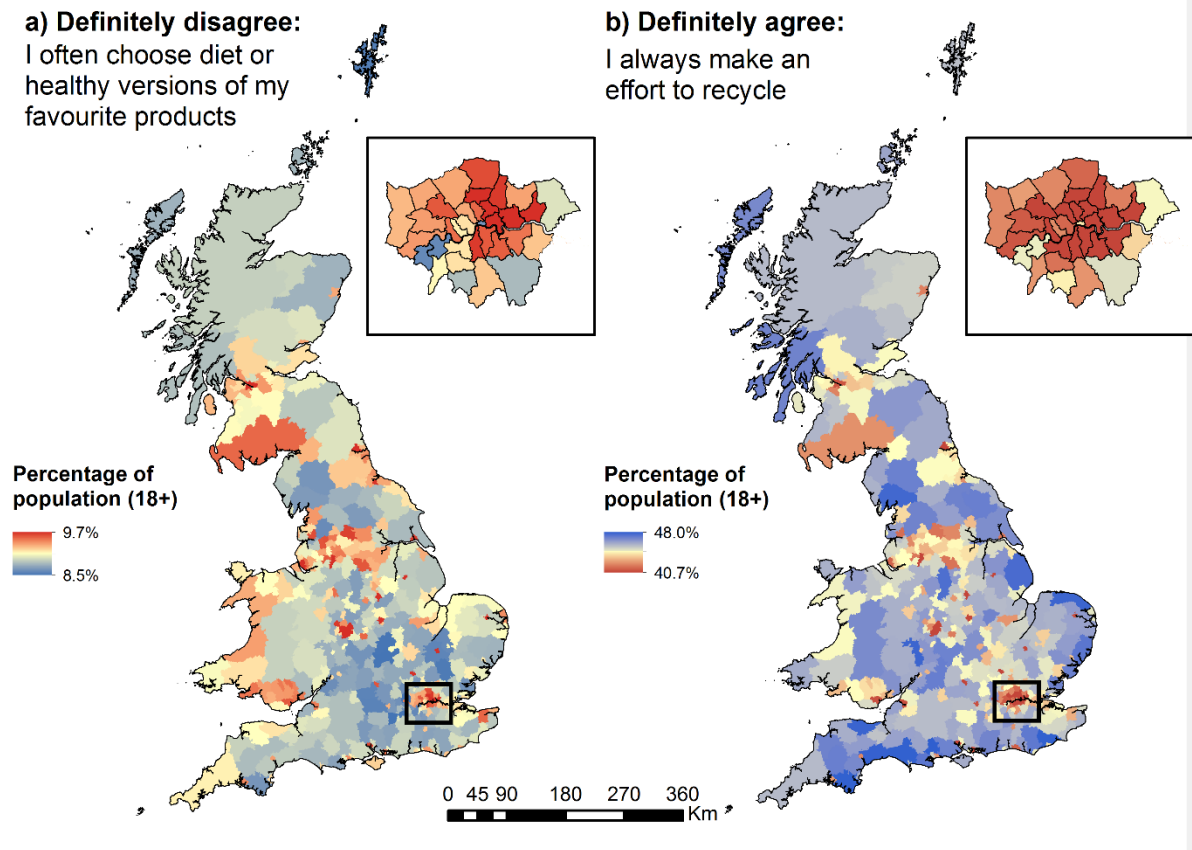 a) Definitely disagree:
I often choose diet or
healthy versions of my
favourite products
b) Definitely agree:
I always make an
effort to recycle
Percentage of
population (18+)
9.7%
8.5%
Percentage of
population (18+)
48.0%
40.7%
0 45 90 180 270 360
Km